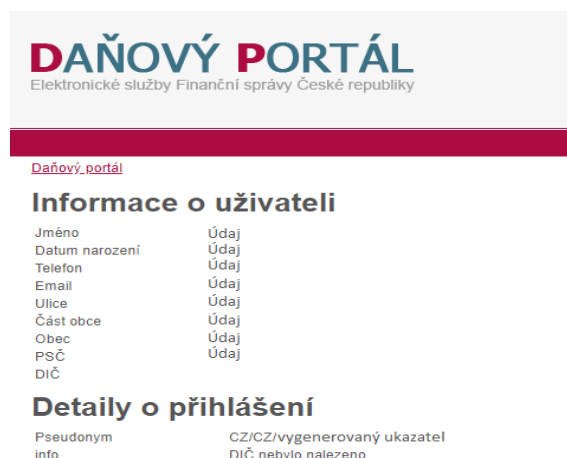 DAŇOVÝ PORTÁL
Elektronické služby Finanční správy České republiky
Daňový portál
Informace o uživateli
Jméno Údaj
Datum narození Údaj
Telefon Údaj
Email Údaj
Ulice Údaj
Část obce Údaj
Obec Údaj
PSČ Údaj
DIČ
Detaily o přihlášení
Pseudonym CZ/CZ/vygenerovaný ukazatel
info DIČ nebylo nalezeno